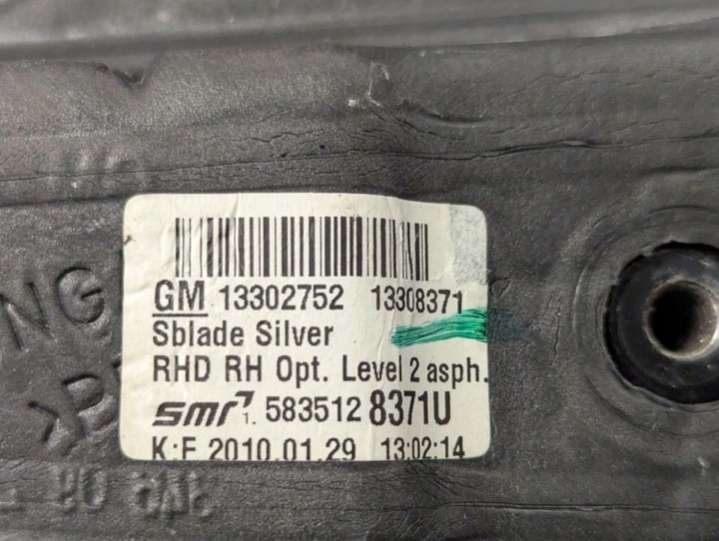 GM 13302752 13308371
Sblade Silver
RHD RH Opt. Level 2 asph.
smr 1. 583512 8371U
K:F 2010.01.29 13:02:14
NG